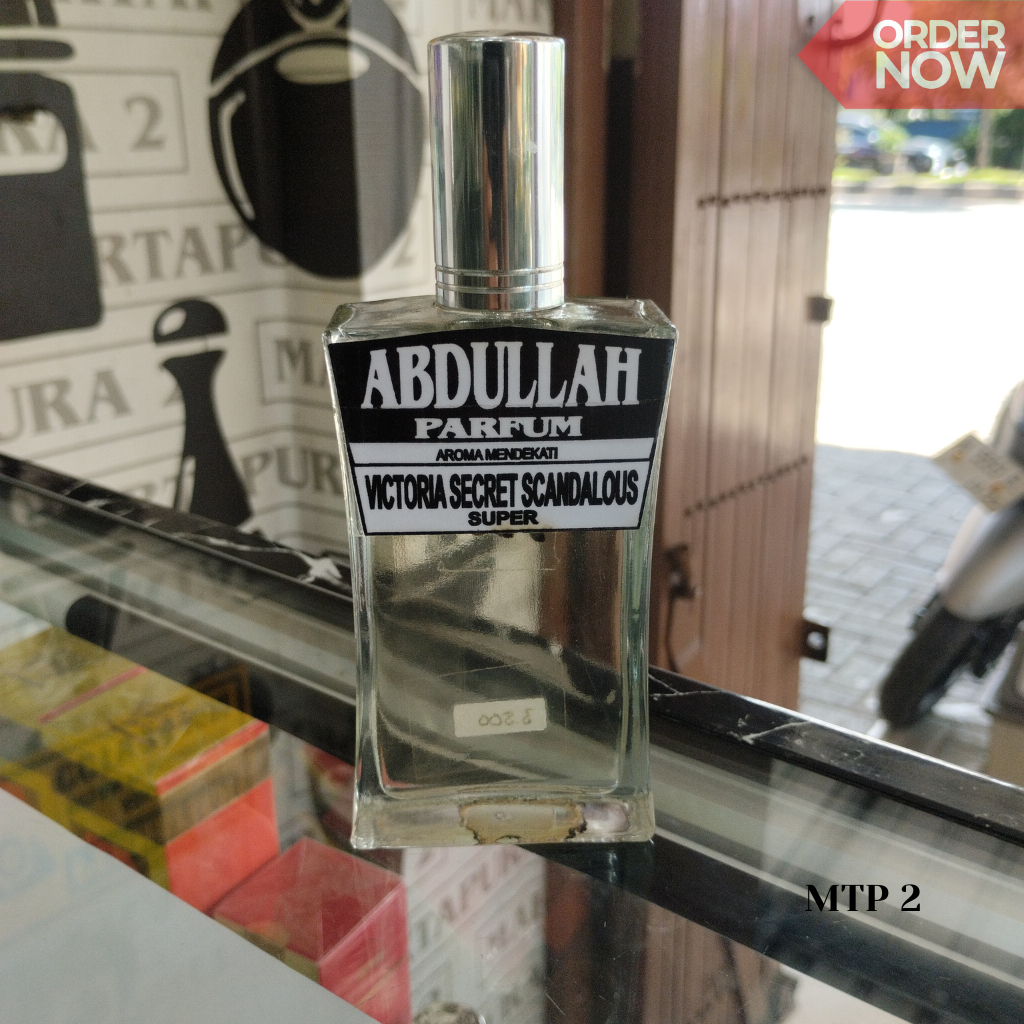 ORDER
NOW
ABDULLAH
PARFUM
AROMA MENDEKATI
VICTORIA SECRET SCANDALOUS
SUPER
MTP 2